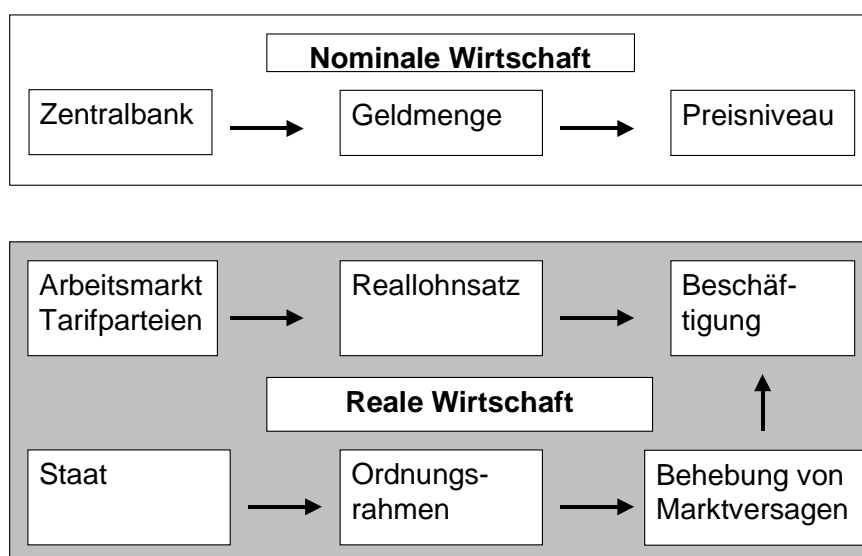 Nominale Wirtschaft
Zentralbank
Geldmenge
Preisniveau
Arbeitsmarkt
Tarifparteien
Reallohnsatz
Beschäf-
tigung
Reale Wirtschaft
Staat
Ordnungs-
rahmen
Behebung von
Marktversagen